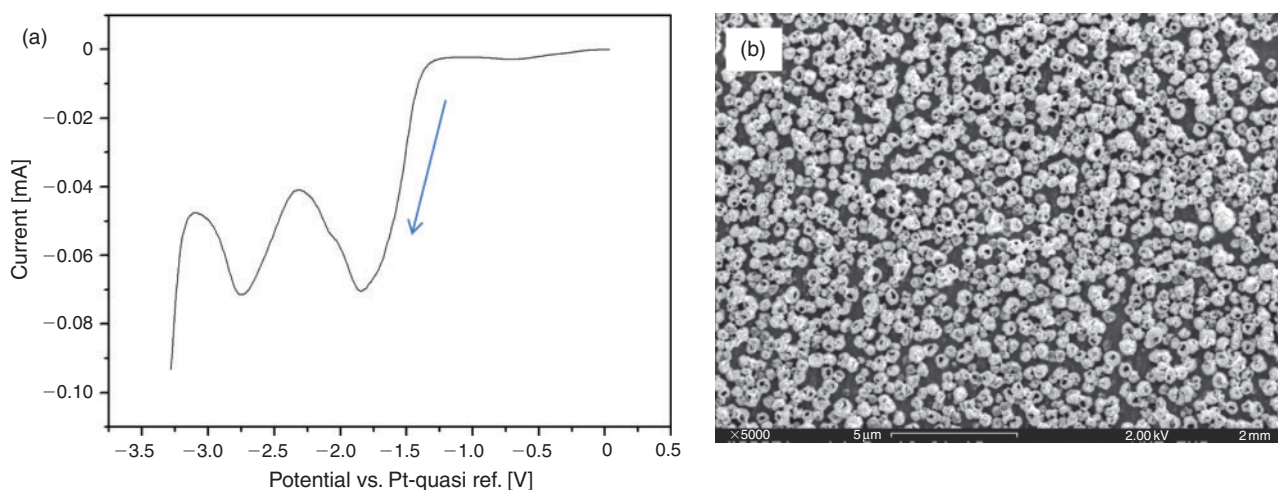 (a)
0
−0.02
−0.04
−0.06
−0.08
−0.10
Current [mA]
−3.5 −3.0 −2.5 −2.0 −1.5 −1.0 −0.5 0 0.5
Potential vs. Pt-quasi ref. [V]
(b)
×5000 5 μm 2.00 kV 2 mm